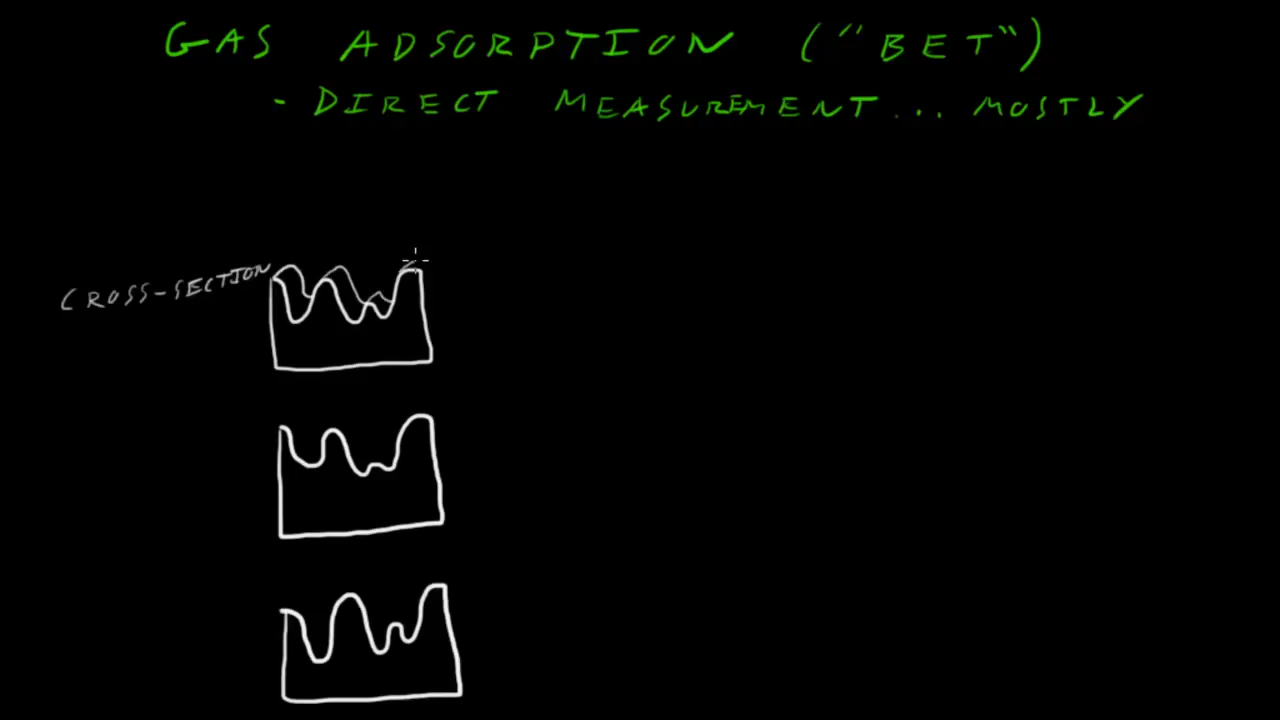 GAS ADSORPTION ("BET")
- DIRECT MEASUREMENT... MOSTLY
CROSS-SECTION